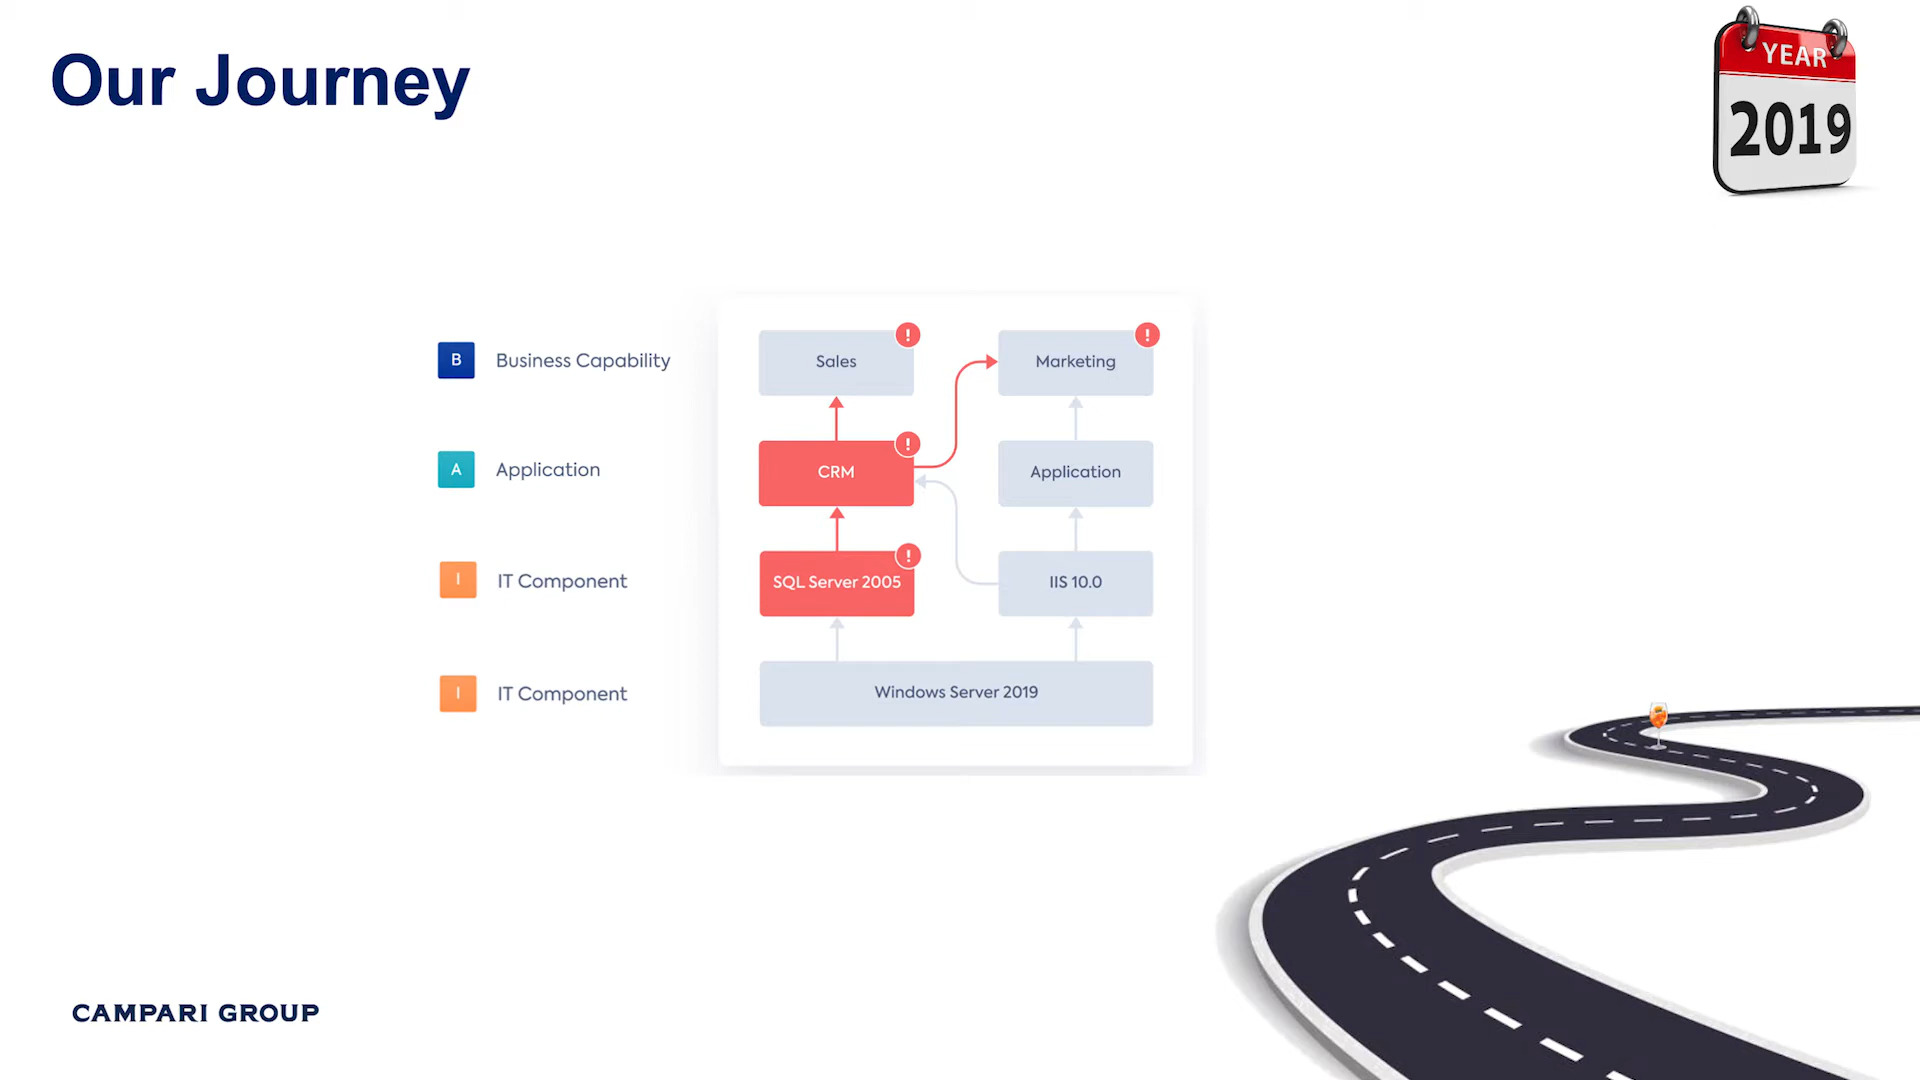 Our Journey
YEAR
2019
B Business Capability
Sales
!
Marketing
!
A Application
CRM
!
Application
I IT Component
SQL Server 2005
!
IIS 10.0
I IT Component
Windows Server 2019
CAMPARI GROUP